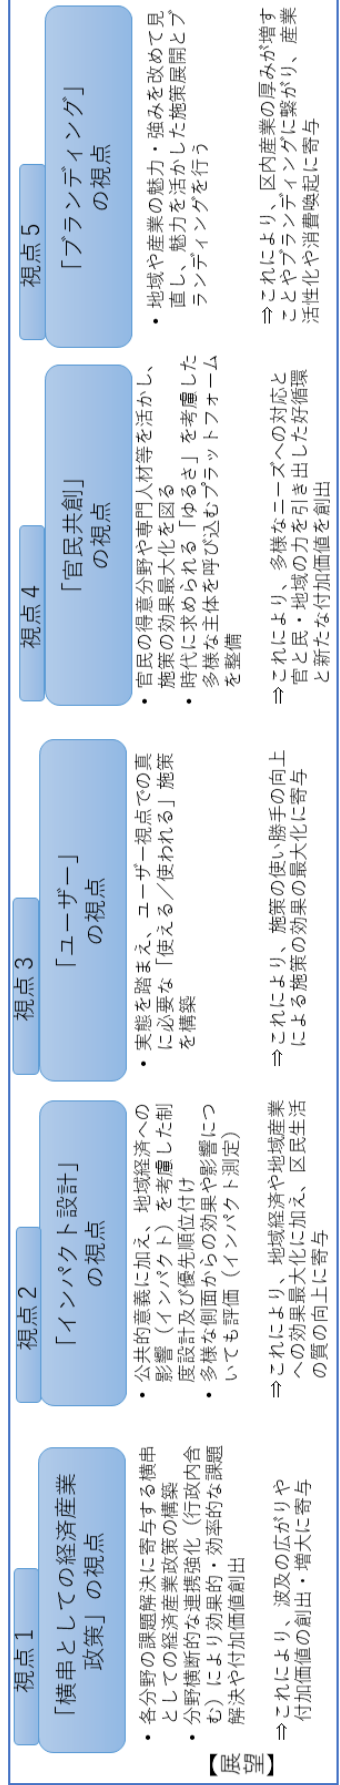 視点1
「横串としての経済産業
政策」の視点
• 各分野の課題解決に寄与する横串
としての経済産業政策の構築
• 分野横断的な連携強化（行政内含
む）により効果的・効率的な課題
解決や付加価値創出
【展望】
⇒これにより、波及の広がりや
付加価値の創出・増大に寄与
視点2
「インパクト設計」
の視点
• 公共的意義に加え、地域経済への
影響（インパクト）を考慮した制
度設計及び優先順位付け
• 多様な側面からの効果や影響につ
いても評価（インパクト測定）
⇒これにより、地域経済や地域産業
への効果最大化に加え、区民生活
の質の向上に寄与
視点3
「ユーザー」
の視点
• 実態を踏まえ、ユーザー視点での真
に必要な「使える／使われる」施策
を構築
⇒これにより、施策の使い勝手の向上
による施策の効果の最大化に寄与
視点4
「官民共創」
の視点
• 官民の得意分野や専門人材等を活かし、
施策の効果最大化を図る
• 時代に求められる「ゆるさ」を考慮した
多様な主体を呼び込むプラットフォーム
を整備
⇒これにより、多様なニーズへの対応と
官と民・地域の力を引き出した好循環
と新たな付加価値を創出
視点5
「ブランディング」
の視点
• 地域や産業の魅力・強みを改めて見
直し、魅力を活かした施策展開とブ
ランディングを行う
⇒これにより、区内産業の厚みが増す
ことやブランディングに繋がり、産業
活性化や消費喚起に寄与